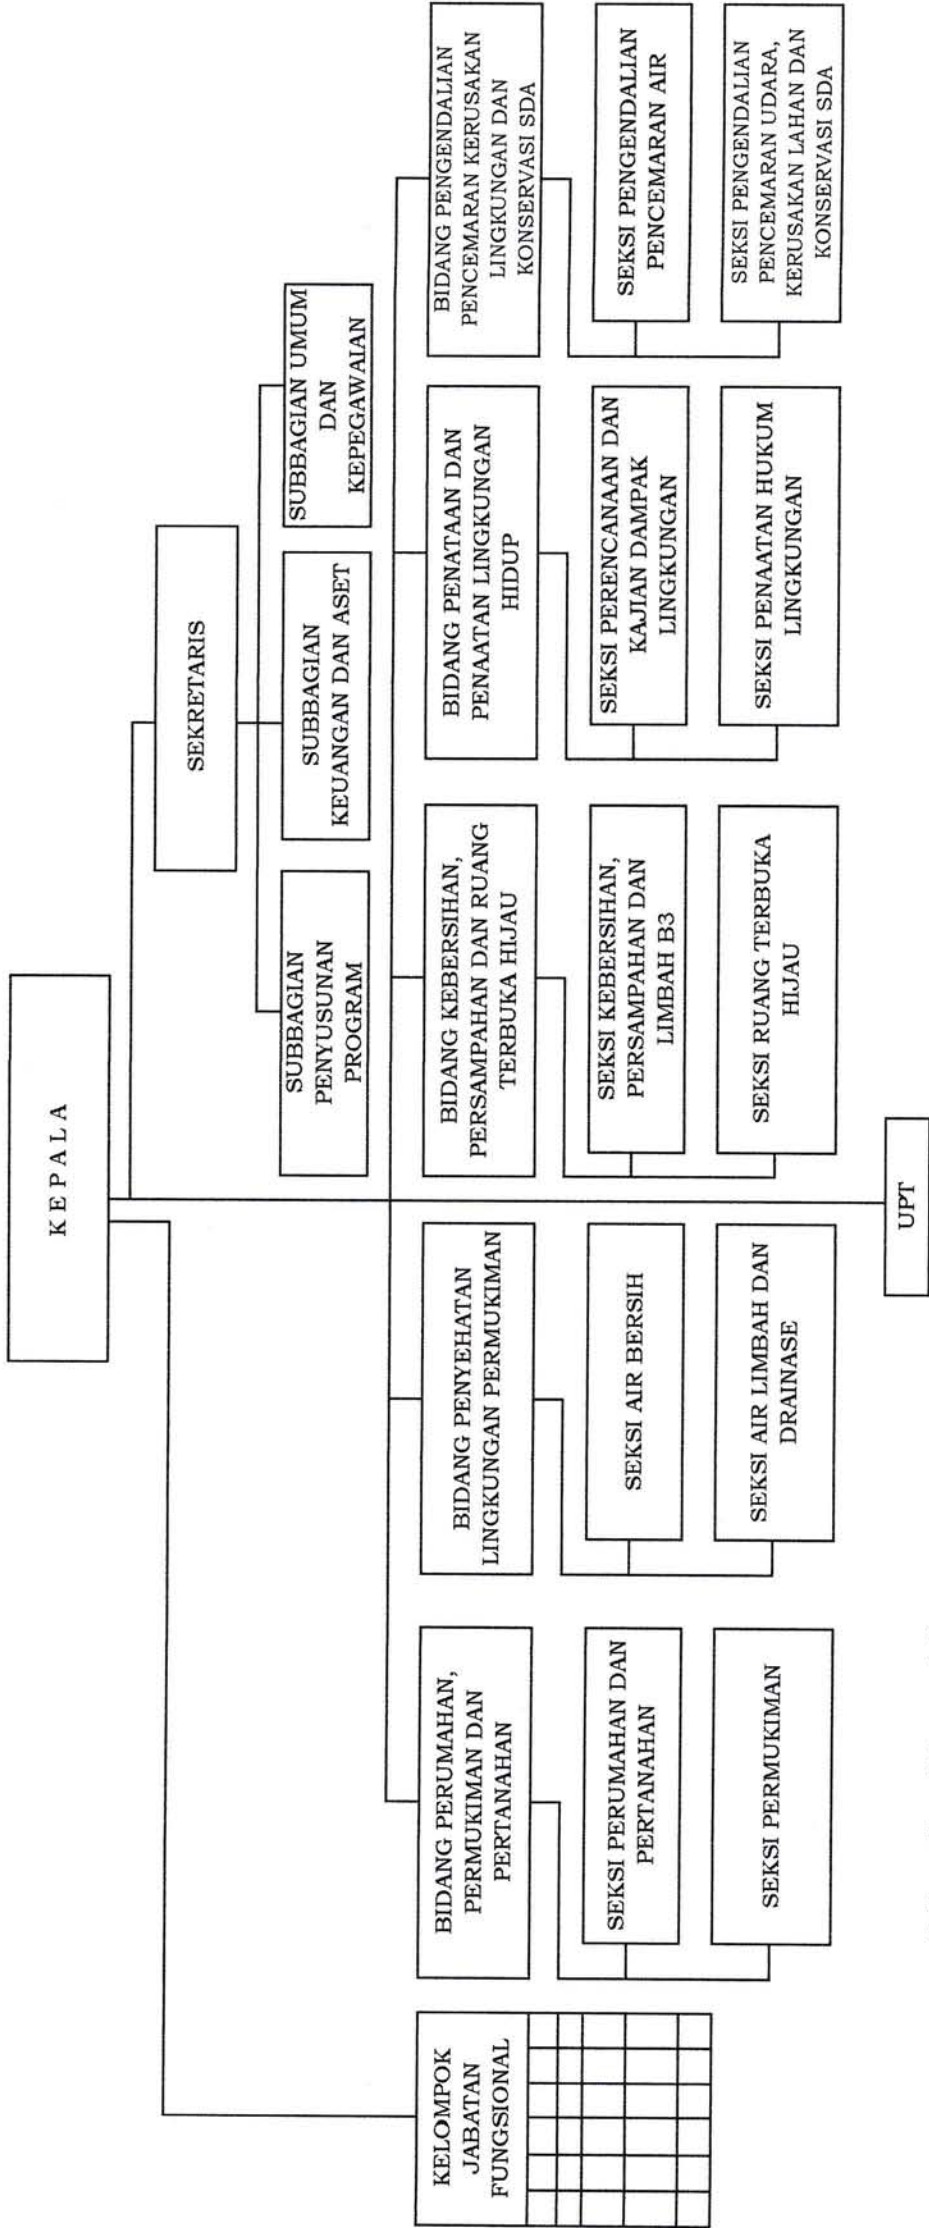 K E P A L A
SEKRETARIS
SUBBAGIAN
PENYUSUNAN
PROGRAM
SUBBAGIAN
KEUANGAN DAN ASET
SUBBAGIAN UMUM
DAN
KEPEGAWAIAN
KELOMPOK
JABATAN
FUNGSIONAL
BIDANG PERUMAHAN,
PERMUKIMAN DAN
PERTANAHAN
BIDANG PENYEHATAN
LINGKUNGAN PERMUKIMAN
BIDANG KEBERSIHAN,
PERSAMPAHAN DAN RUANG
TERBUKA HIJAU
BIDANG PENATAAN DAN
PENAATAN LINGKUNGAN
HIDUP
BIDANG PENGENDALIAN
PENCEMARAN KERUSAKAN
LINGKUNGAN DAN
KONSERVASI SDA
SEKSI PERUMAHAN DAN
PERTANAHAN
SEKSI AIR BERSIH
SEKSI KEBERSIHAN,
PERSAMPAHAN DAN
LIMBAH B3
SEKSI PERENCANAAN DAN
KAJIAN DAMPAK
LINGKUNGAN
SEKSI PENGENDALIAN
PENCEMARAN AIR
SEKSI PERMUKIMAN
SEKSI AIR LIMBAH DAN
DRAINASE
SEKSI RUANG TERBUKA
HIJAU
SEKSI PENAATAN HUKUM
LINGKUNGAN
SEKSI PENGENDALIAN
PENCEMARAN UDARA,
KERUSAKAN LAHAN DAN
KONSERVASI SDA
UPT